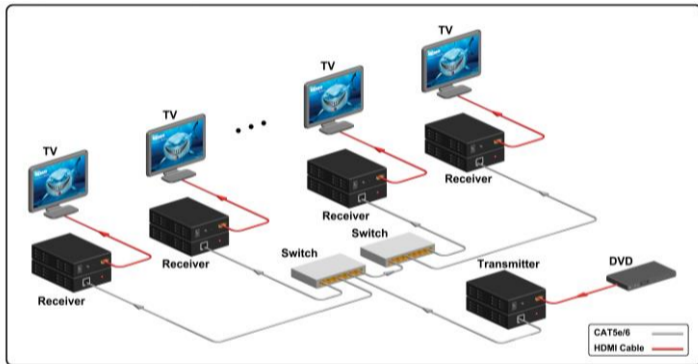 TV
TV
TV
TV
Receiver
Receiver
Receiver
Receiver
Switch
Switch
Transmitter
DVD
CAT5e/6
HDMI Cable